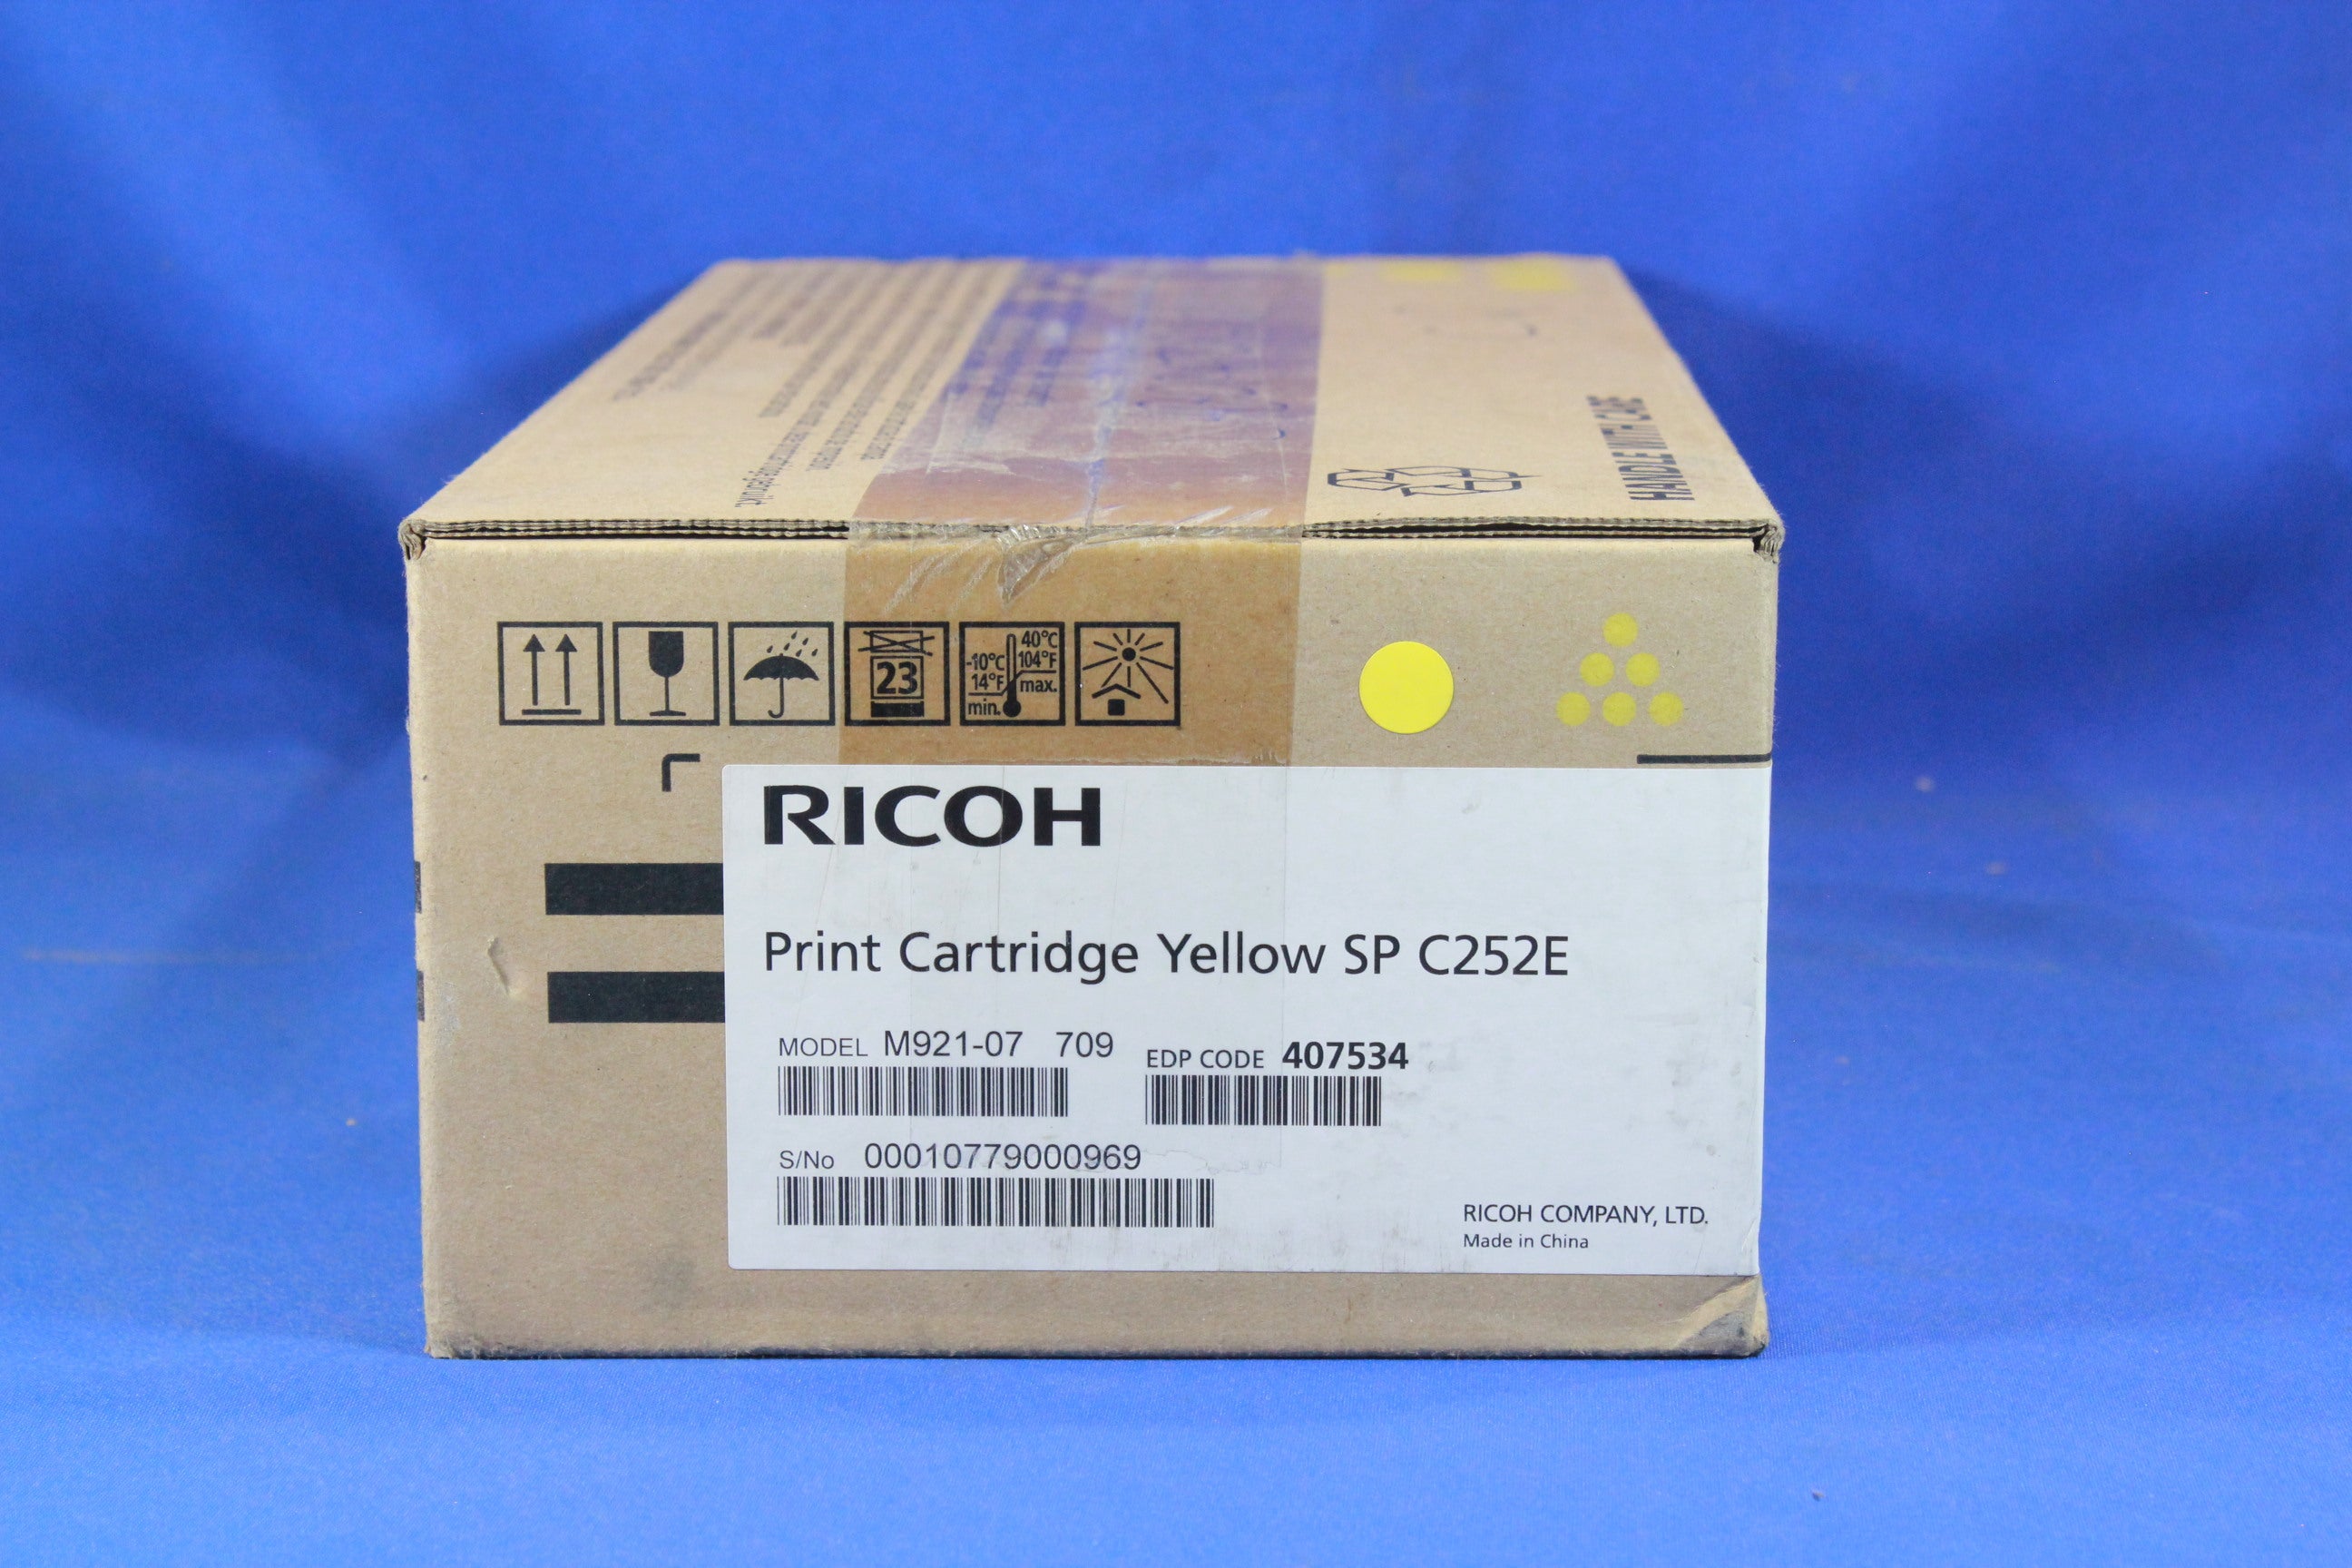 HANDLE WITH CARE
23
40°C
-10°C 104°F
14°F max.
min.
RICOH
Print Cartridge Yellow SP C252E
MODEL M921-07 709 EDP CODE 407534
S/No 00010779000969
RICOH COMPANY, LTD.
Made in China